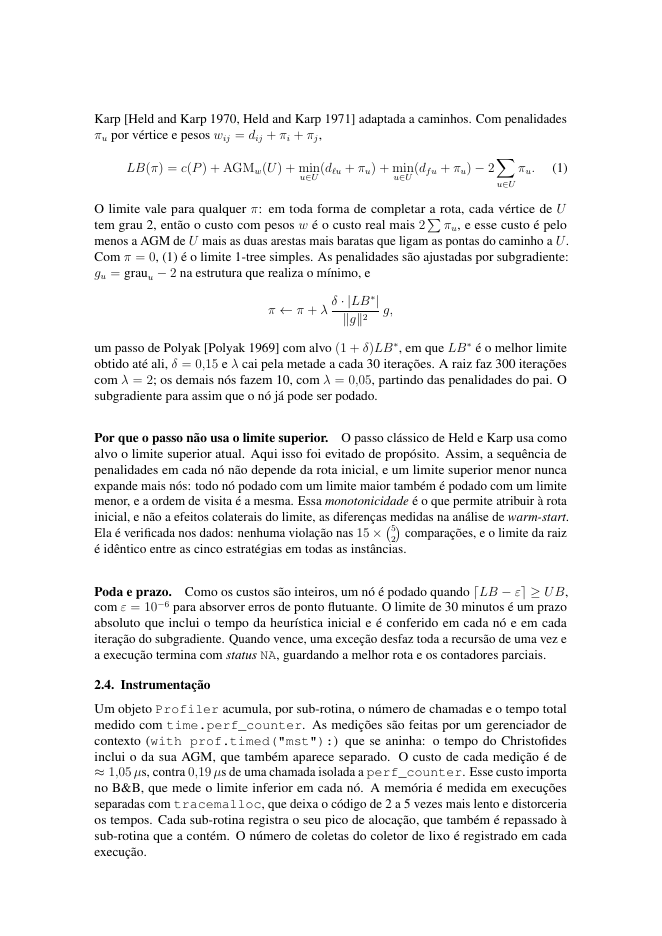 Karp [Held and Karp 1970, Held and Karp 1971] adaptada a caminhos. Com penalidades
π_u por vértice e pesos w_ij = d_ij + π_i + π_j,
LB(π) = c(P) + AGM_w(U) + min_{u∈U}(d_ℓu + π_u) + min_{u∈U}(d_fu + π_u) − 2 ∑_{u∈U} π_u. (1)
O limite vale para qualquer π: em toda forma de completar a rota, cada vértice de U
tem grau 2, então o custo com pesos w é o custo real mais 2 ∑ π_u, e esse custo é pelo
menos a AGM de U mais as duas arestas mais baratas que ligam as pontas do caminho a U.
Com π = 0, (1) é o limite 1-tree simples. As penalidades são ajustadas por subgradiente:
g_u = grau_u − 2 na estrutura que realiza o mínimo, e
π ← π + λ (δ · |LB*|) / ‖g‖² g,
um passo de Polyak [Polyak 1969] com alvo (1 + δ)LB*, em que LB* é o melhor limite
obtido até ali, δ = 0,15 e λ cai pela metade a cada 30 iterações. A raiz faz 300 iterações
com λ = 2; os demais nós fazem 10, com λ = 0,05, partindo das penalidades do pai. O
subgradiente para assim que o nó já pode ser podado.
Por que o passo não usa o limite superior. O passo clássico de Held e Karp usa como
alvo o limite superior atual. Aqui isso foi evitado de propósito. Assim, a sequência de
penalidades em cada nó não depende da rota inicial, e um limite superior menor nunca
expande mais nós: todo nó podado com um limite maior também é podado com um limite
menor, e a ordem de visita é a mesma. Essa monotonicidade é o que permite atribuir à rota
inicial, e não a efeitos colaterais do limite, as diferenças medidas na análise de warm-start.
Ela é verificada nos dados: nenhuma violação nas 15 × (5 2) comparações, e o limite da raiz
é idêntico entre as cinco estratégias em todas as instâncias.
Poda e prazo. Como os custos são inteiros, um nó é podado quando ⌈LB − ε⌉ ≥ UB,
com ε = 10⁻⁶ para absorver erros de ponto flutuante. O limite de 30 minutos é um prazo
absoluto que inclui o tempo da heurística inicial e é conferido em cada nó e em cada
iteração do subgradiente. Quando vence, uma exceção desfaz toda a recursão de uma vez e
a execução termina com status NA, guardando a melhor rota e os contadores parciais.
2.4. Instrumentação
Um objeto Profiler acumula, por sub-rotina, o número de chamadas e o tempo total
medido com time.perf_counter. As medições são feitas por um gerenciador de
contexto (with prof.timed("mst"):) que se aninha: o tempo do Christofides
inclui o da sua AGM, que também aparece separado. O custo de cada medição é de
≈ 1,05 μs, contra 0,19 μs de uma chamada isolada a perf_counter. Esse custo importa
no B&B, que mede o limite inferior em cada nó. A memória é medida em execuções
separadas com tracemalloc, que deixa o código de 2 a 5 vezes mais lento e distorceria
os tempos. Cada sub-rotina registra o seu pico de alocação, que também é repassado à
sub-rotina que a contém. O número de coletas do coletor de lixo é registrado em cada
execução.